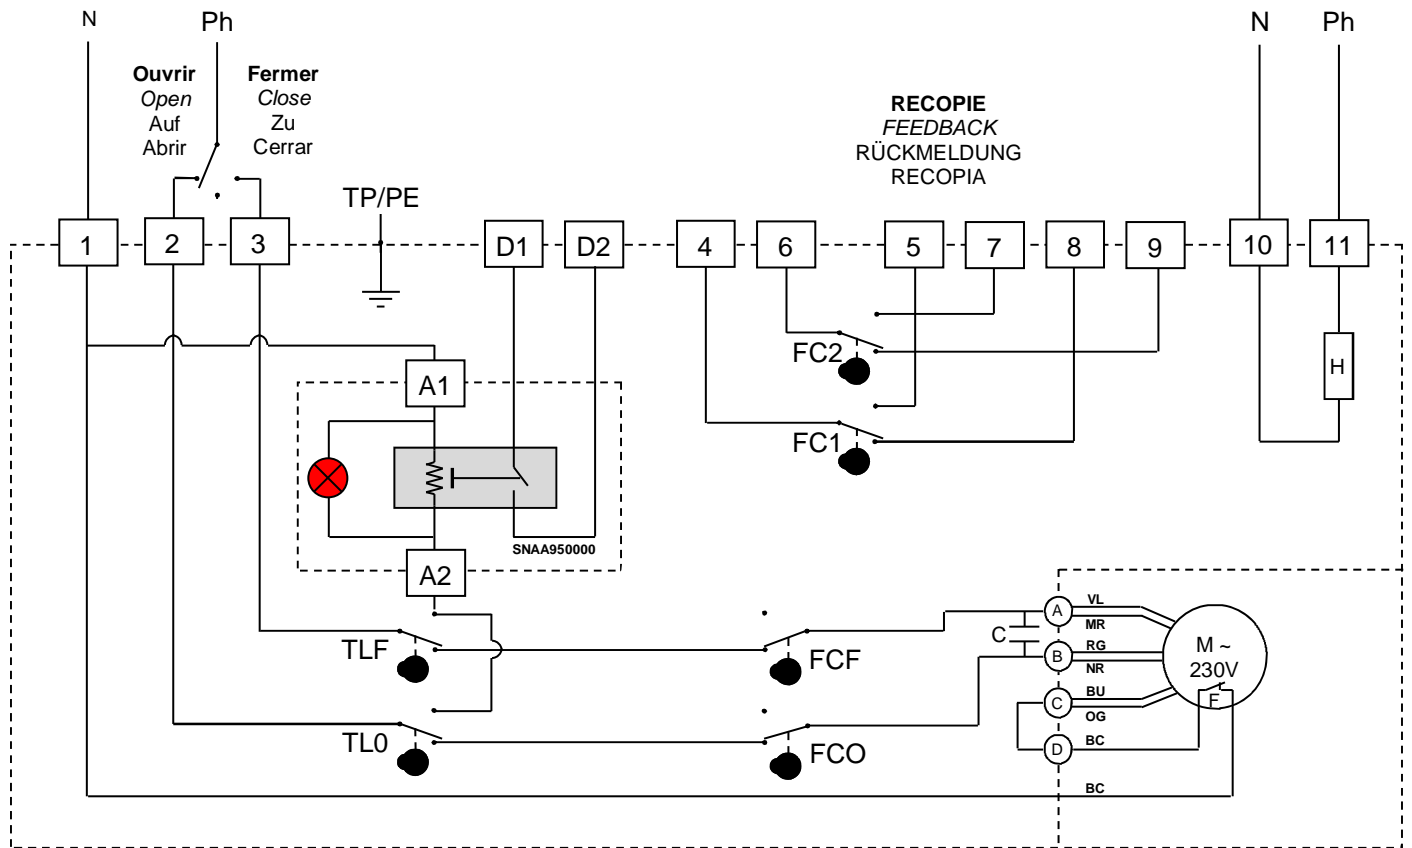 N
Ph
N
Ph
Ouvrir
Open
Auf
Abrir
Fermer
Close
Zu
Cerrar
RECOPIE
FEEDBACK
RÜCKMELDUNG
RECOPIA
TP/PE
1
2
3
D1
D2
4
6
5
7
8
9
10
11
FC2
FC1
H
A1
SNAA950000
A2
TLF
FCF
TL0
FCO
C
A
B
C
D
VL
MR
RG
NR
BU
OG
BC
BC
M ~
230V
F